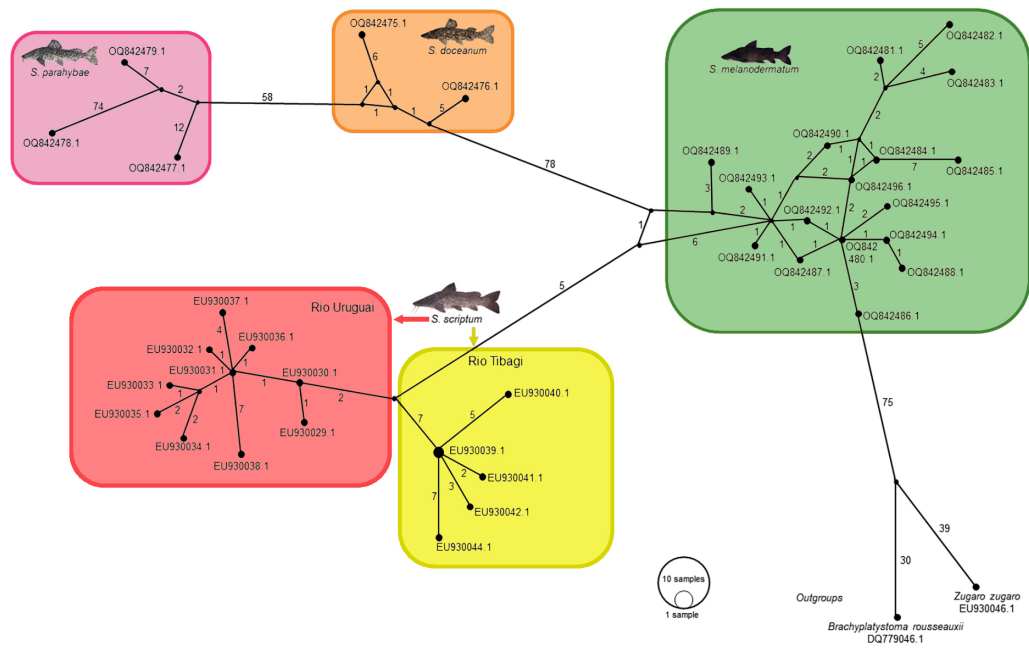 OQ842479.1
S. parahybae
7
74
2
12
OQ842478.1
OQ842477.1
58
OQ842475.1
S. doceanum
6
OQ842476.1
1
1
1
1
5
78
OQ842482.1
OQ842481.1
5
S. melanodermatum
2
4
OQ842483.1
2
OQ842490.1
1
OQ842484.1
2
1
1
1
7
OQ842485.1
2
OQ842496.1
OQ842489.1
3
OQ842493.1
1
1
2
OQ842492.1
1
1
2
2
OQ842495.1
1
OQ842494.1
OQ842
480.1
1
1
1
OQ842491.1
OQ842487.1
1
OQ842488.1
1
6
3
OQ842486.1
5
EU930037.1
Rio Uruguai
S. scriptum
4
EU930032.1
EU930036.1
1
1
EU930031.1
EU930030.1
EU930033.1
1
1
1
2
EU930035.1
2
2
7
1
EU930029.1
EU930034.1
EU930038.1
Rio Tibagi
EU930040.1
7
5
EU930039.1
2
EU930041.1
7
3
EU930042.1
EU930044.1
75
39
30
10 samples
1 sample
Outgroups
Zugaro zugaro
EU930046.1
Brachyplatystoma rousseauxii
DQ779046.1